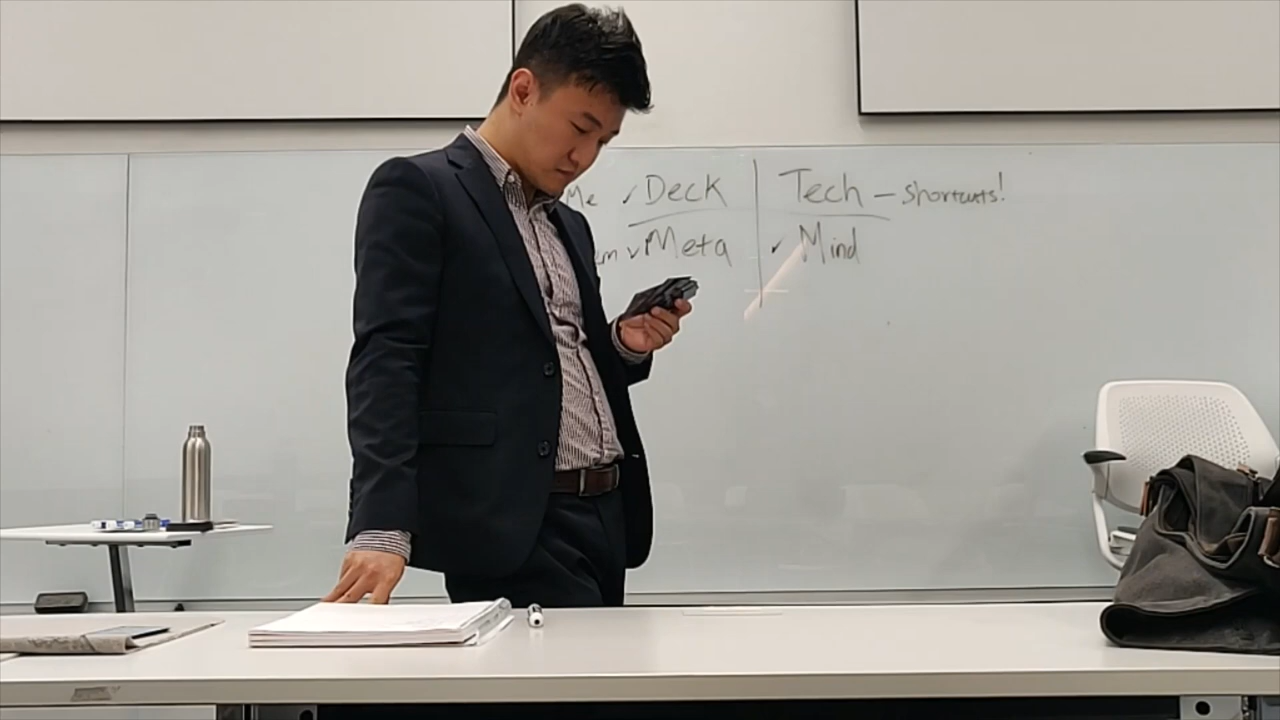 Me ✓Deck | Tech – Shortcuts!
✓Meta | ✓ Mind